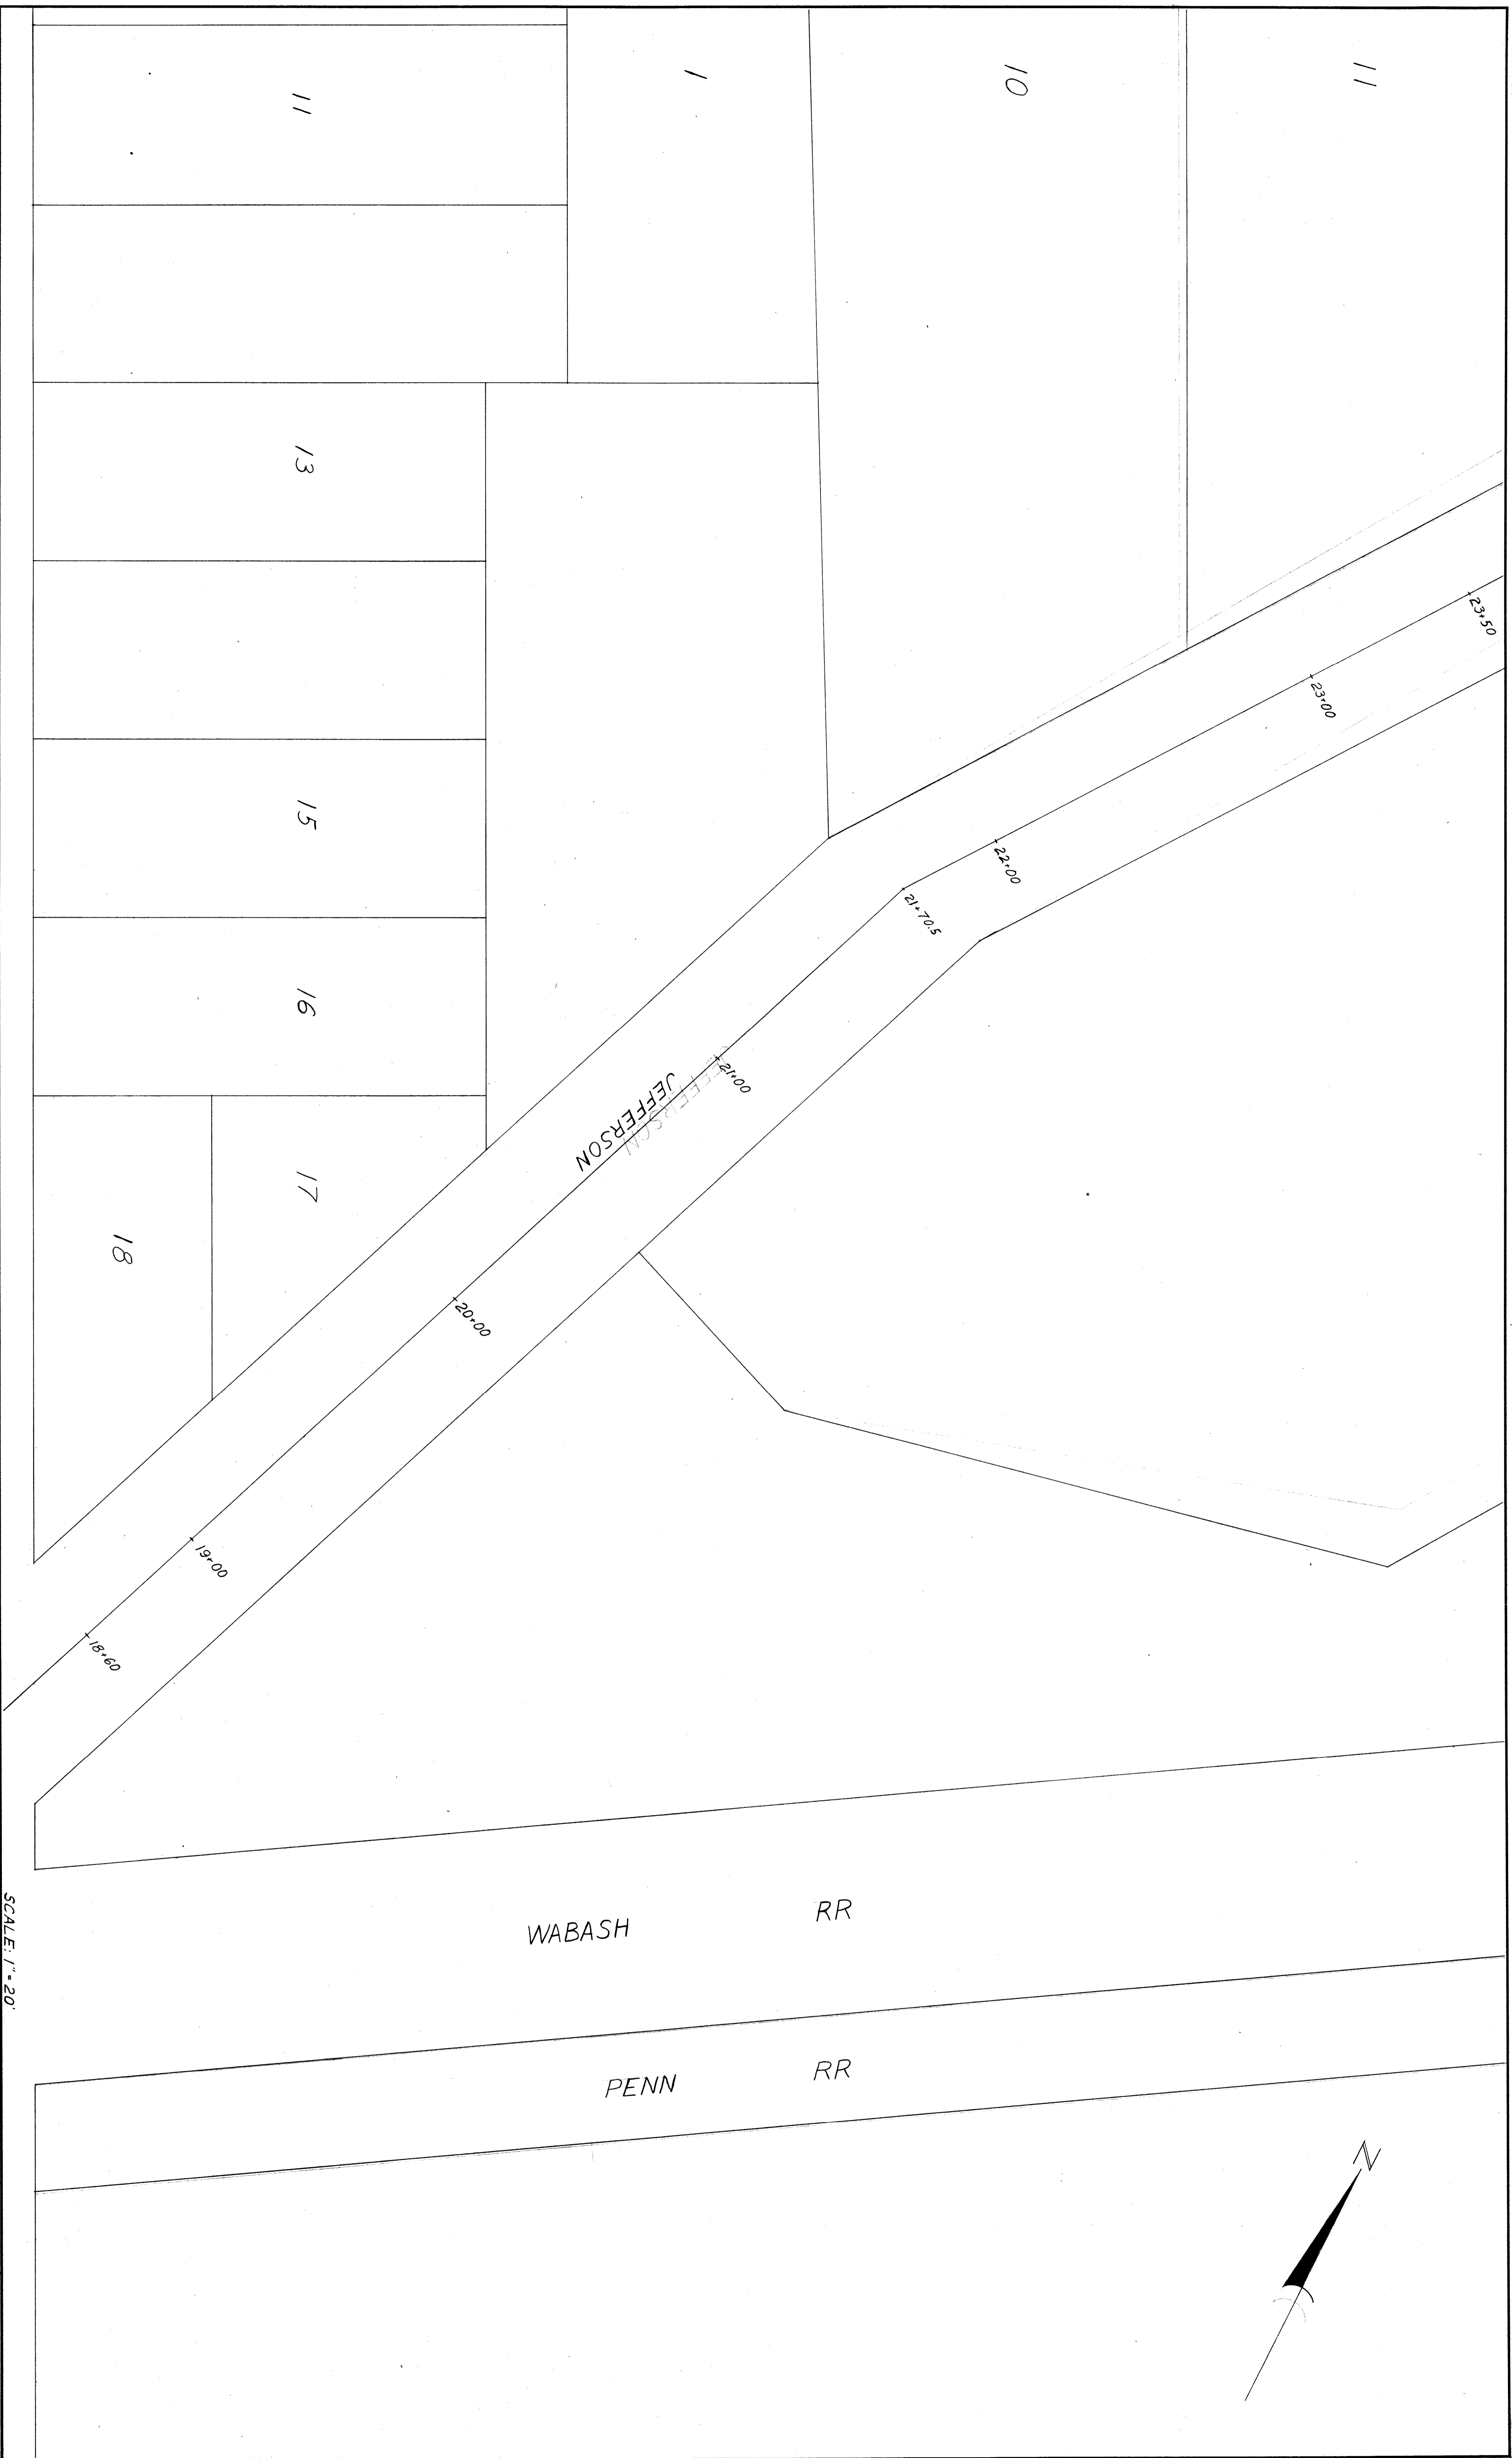 11
1
10
11
13
15
16
17
18
23+50
23+00
22+00
21+70.5
21+00
JEFFERSON
JEFFERSON
20+00
19+00
18+60
WABASH RR
PENN RR
N
SCALE: 1"=20'